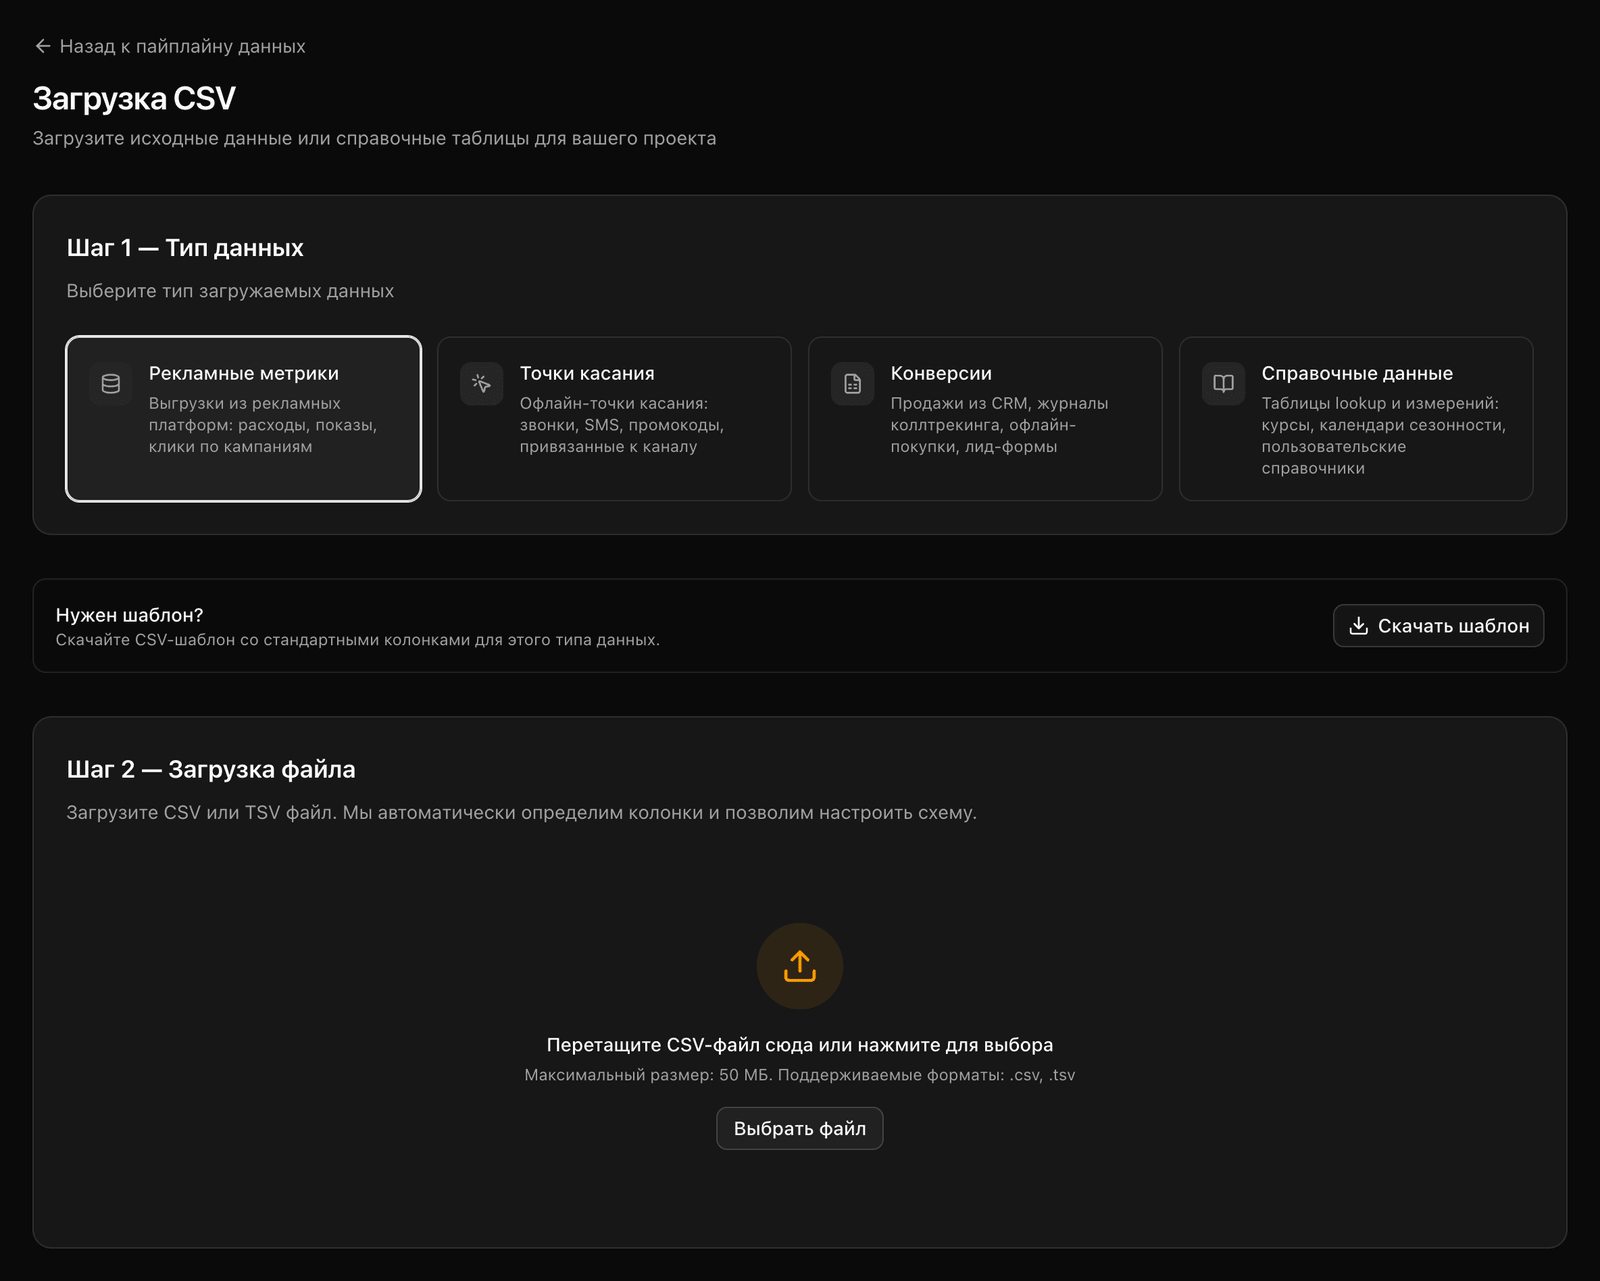 Назад к пайплайну данных
Загрузка CSV
Загрузите исходные данные или справочные таблицы для вашего проекта
Шаг 1 — Тип данных
Выберите тип загружаемых данных
Рекламные метрики
Выгрузки из рекламных
платформ: расходы, показы,
клики по кампаниям
Точки касания
Офлайн-точки касания:
звонки, SMS, промокоды,
привязанные к каналу
Конверсии
Продажи из CRM, журналы
коллтрекинга, офлайн-
покупки, лид-формы
Справочные данные
Таблицы lookup и измерений:
курсы, календари сезонности,
пользовательские
справочники
Нужен шаблон?
Скачайте CSV-шаблон со стандартными колонками для этого типа данных.
Скачать шаблон
Шаг 2 — Загрузка файла
Загрузите CSV или TSV файл. Мы автоматически определим колонки и позволим настроить схему.
Перетащите CSV-файл сюда или нажмите для выбора
Максимальный размер: 50 МБ. Поддерживаемые форматы: .csv, .tsv
Выбрать файл